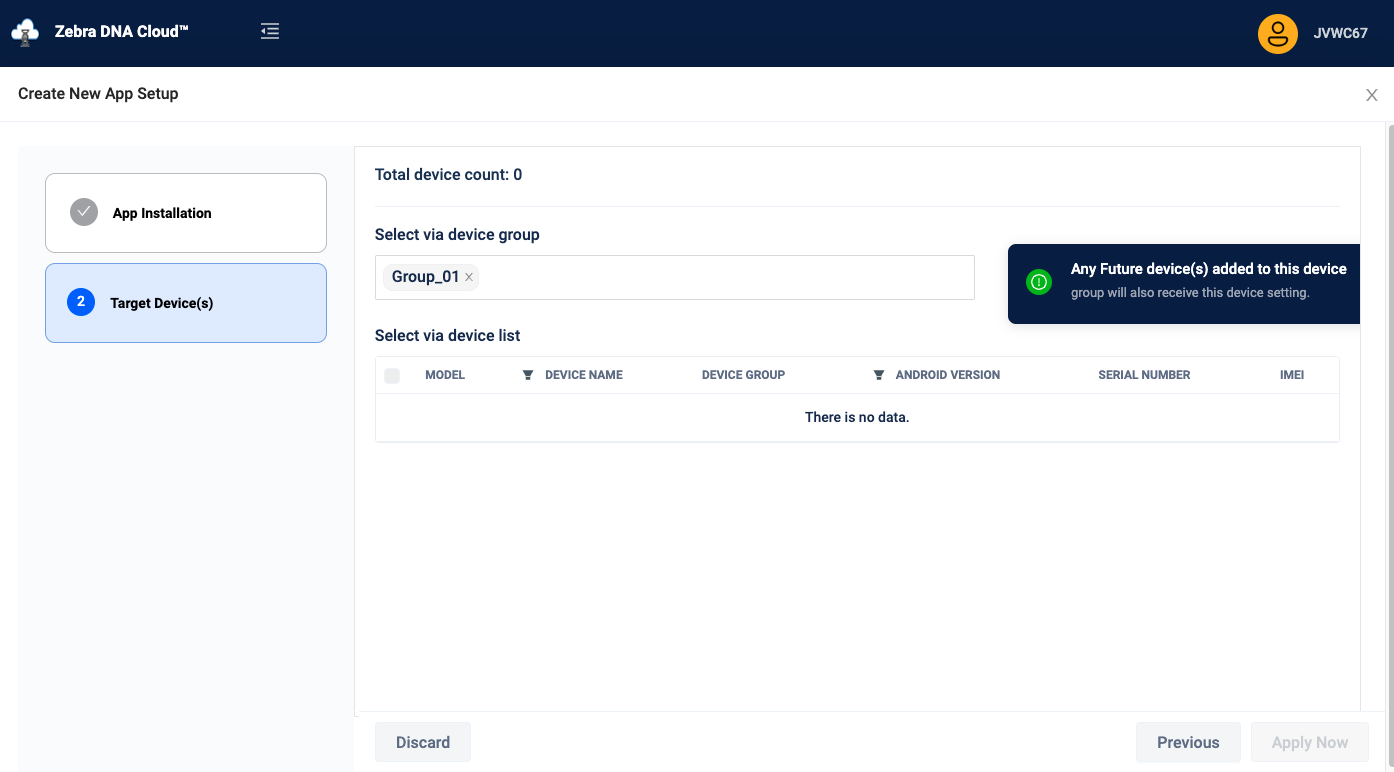 Zebra DNA Cloud™
JVWC67
Create New App Setup
X
App Installation
2
Target Device(s)
Total device count: 0
Select via device group
Group_01 ×
Any Future device(s) added to this device
group will also receive this device setting.
Select via device list
MODEL DEVICE NAME DEVICE GROUP ANDROID VERSION SERIAL NUMBER IMEI
There is no data.
Discard
Previous
Apply Now